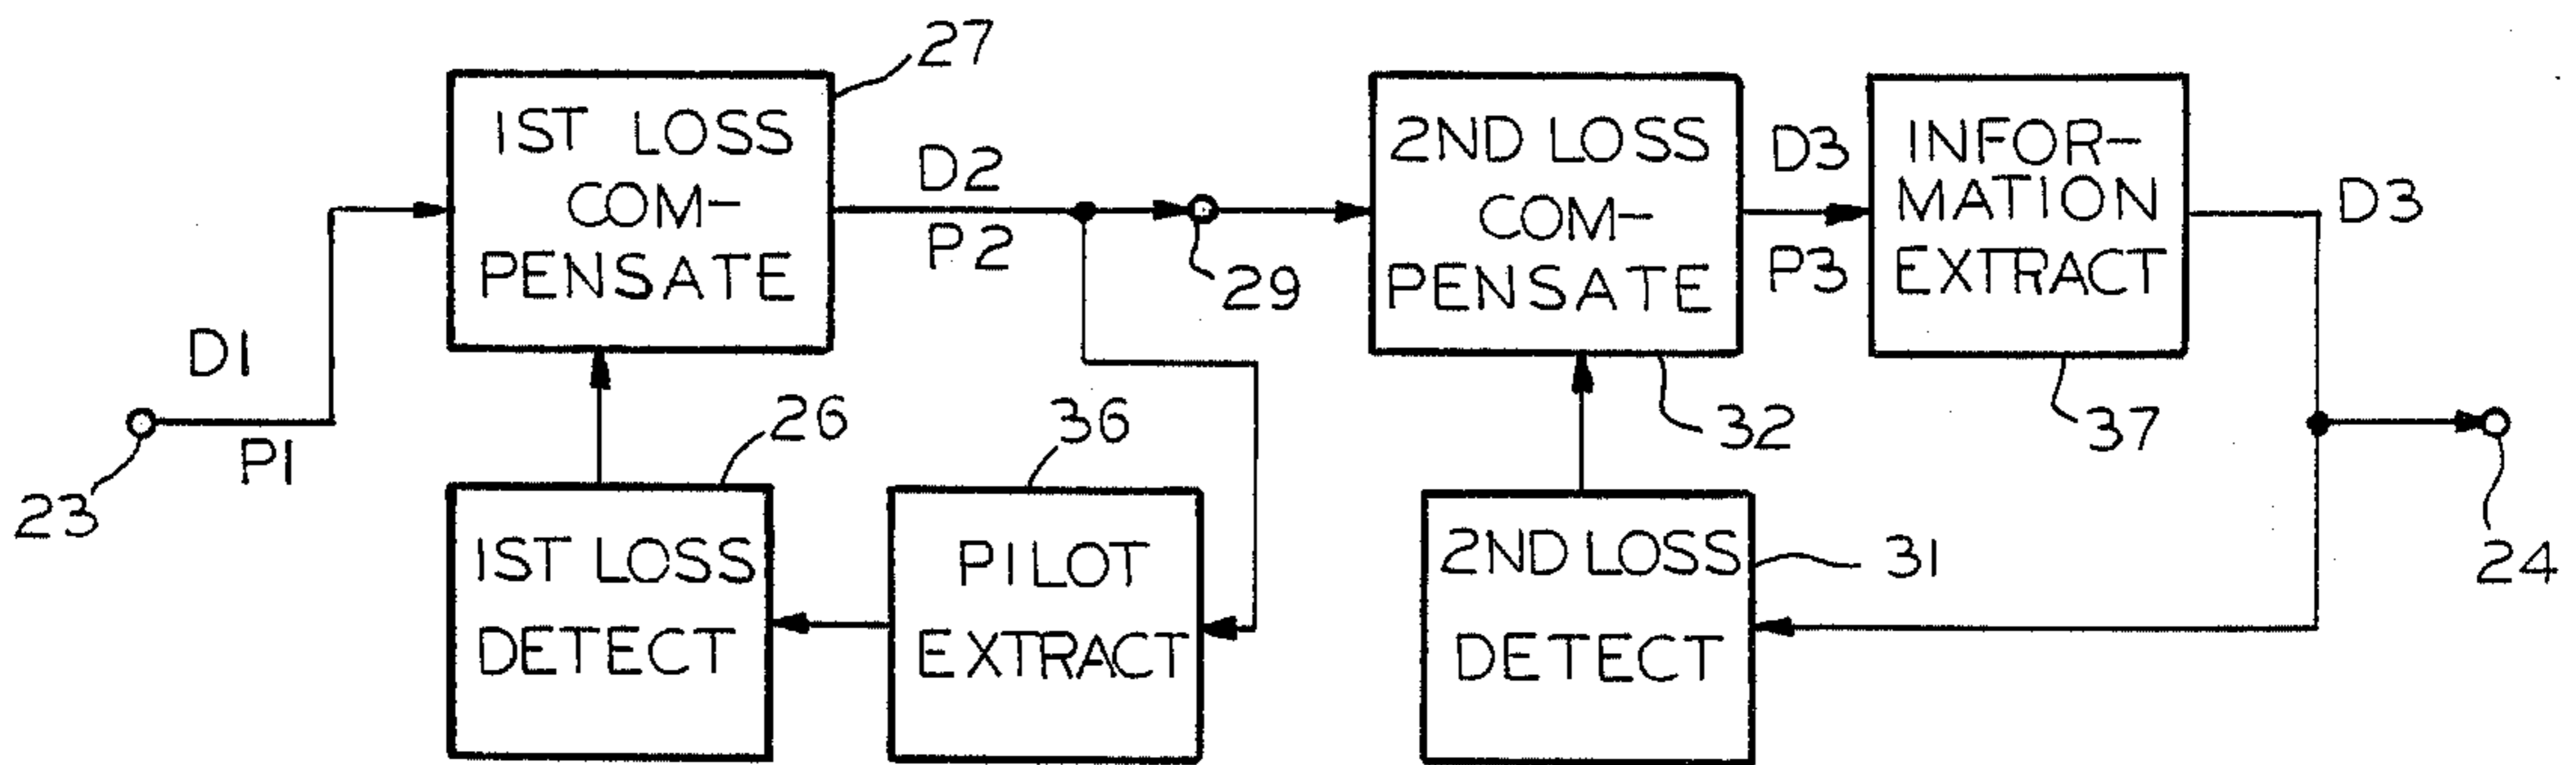 27
1ST LOSS
COM-
PENSATE
D2
P2
29
2ND LOSS
COM-
PENSATE
32
D3
P3
INFOR-
MATION
EXTRACT
37
D3
D1
P1
23
26
1ST LOSS
DETECT
36
PILOT
EXTRACT
2ND LOSS
DETECT
31
24